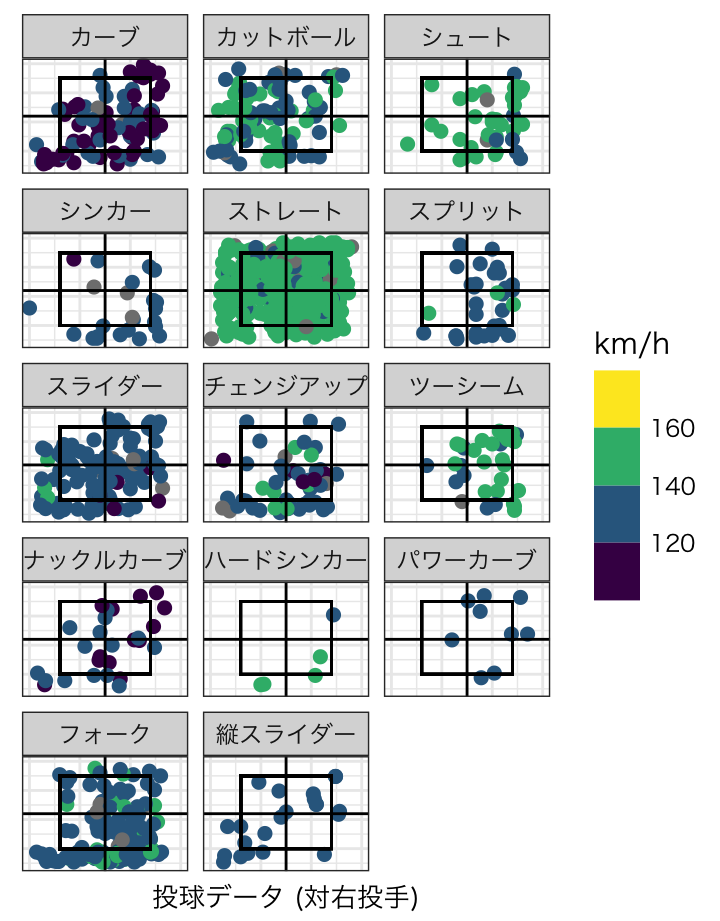 カーブ
カットボール
シュート
シンカー
ストレート
スプリット
スライダー
チェンジアップ
ツーシーム
ナックルカーブ
ハードシンカー
パワーカーブ
フォーク
縦スライダー
km/h
160
140
120
投球データ (対右投手)